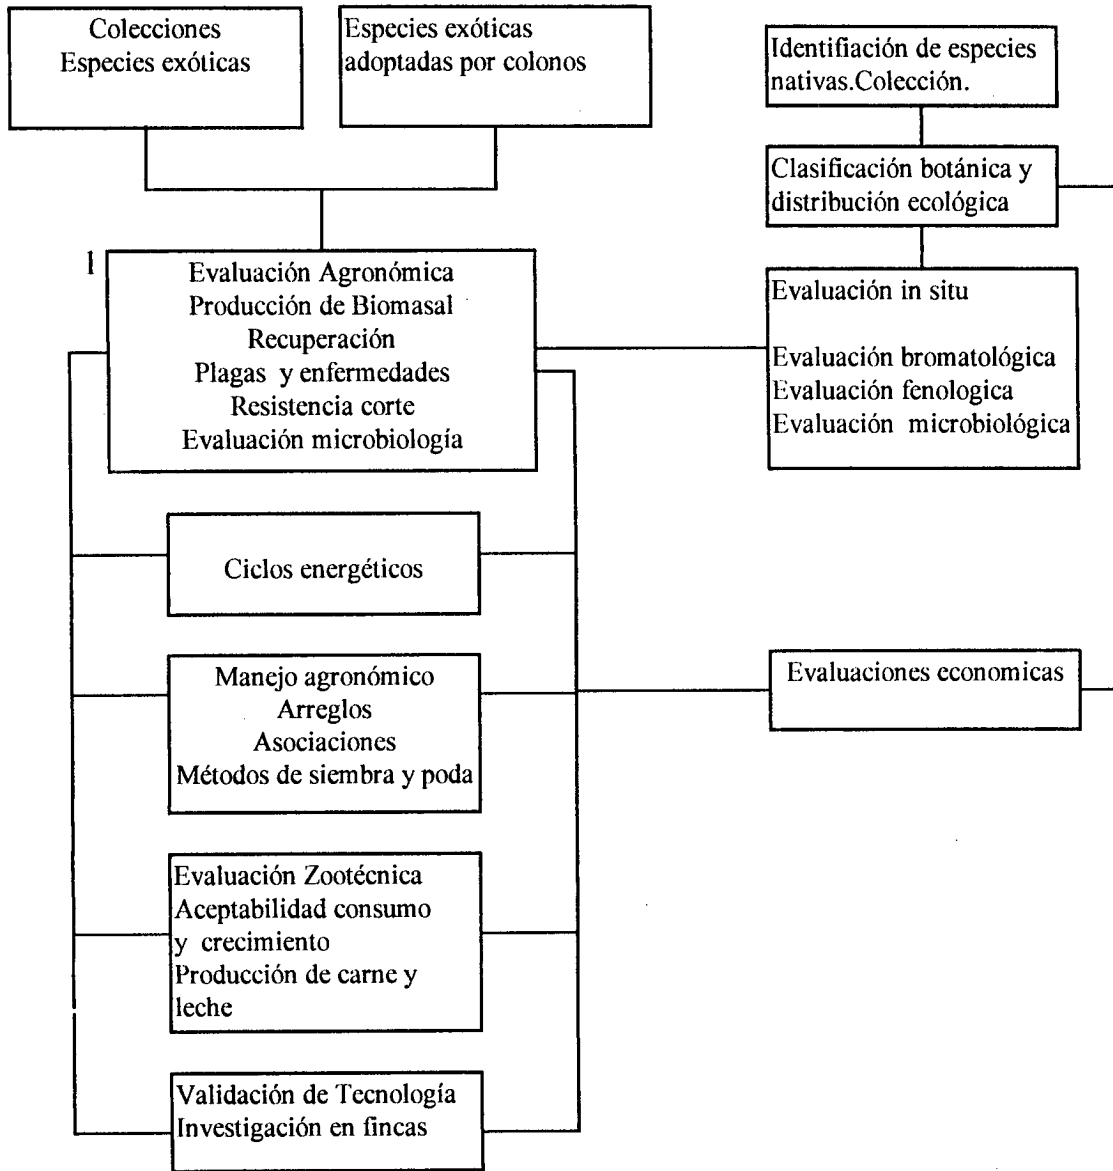 Colecciones
Especies exóticas
Especies exóticas
adoptadas por colonos
Identifiación de especies
nativas.Colección.
Clasificación botánica y
distribución ecológica
1
Evaluación Agronómica
Producción de Biomasal
Recuperación
Plagas y enfermedades
Resistencia corte
Evaluación microbiología
Evaluación in situ
Evaluación bromatológica
Evaluación fenologica
Evaluación microbiológica
Ciclos energéticos
Manejo agronómico
Arreglos
Asociaciones
Métodos de siembra y poda
Evaluaciones economicas
Evaluación Zootécnica
Aceptabilidad consumo
y crecimiento
Producción de carne y
leche
Validación de Tecnología
Investigación en fincas